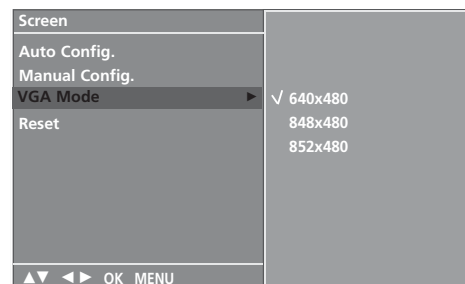 Screen
Auto Config.
Manual Config.
VGA Mode ►
Reset
√ 640x480
848x480
852x480
▲▼ ◄► OK MENU